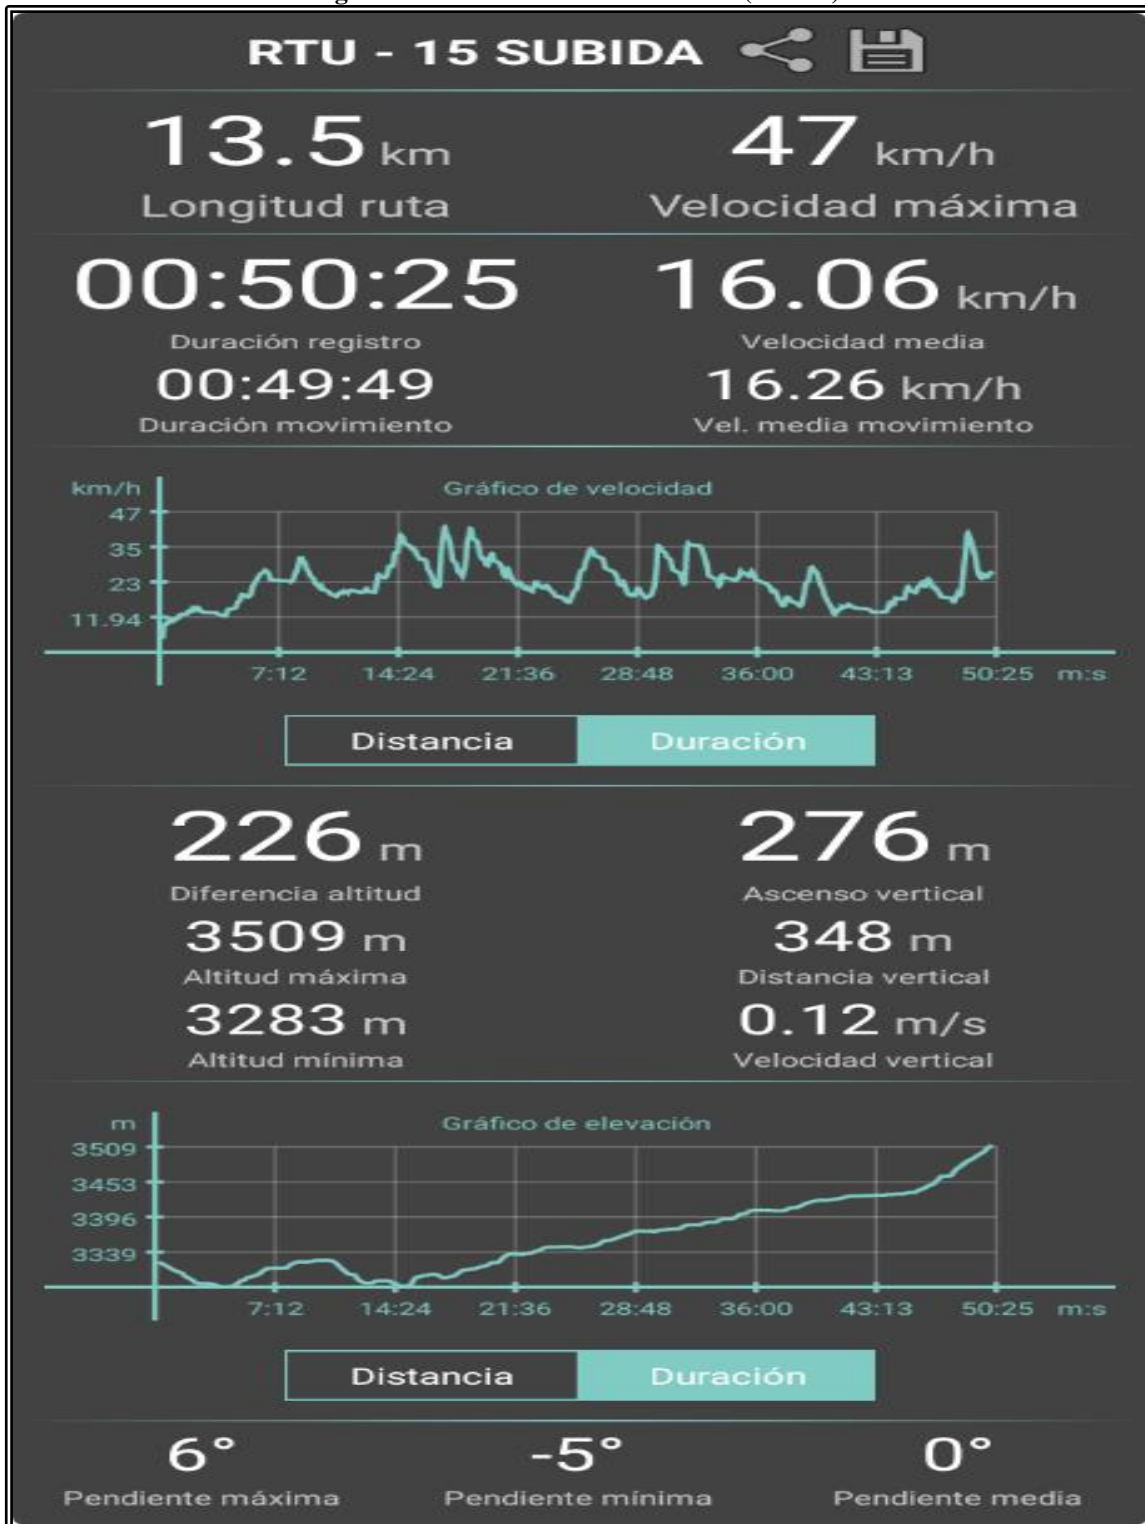 RTU - 15 SUBIDA
13.5 km 47 km/h
Longitud ruta Velocidad máxima
00:50:25 16.06 km/h
Duración registro Velocidad media
00:49:49 16.26 km/h
Duración movimiento Vel. media movimiento
km/h Gráfico de velocidad
47
35
23
11.94
7:12 14:24 21:36 28:48 36:00 43:13 50:25 m:s
Distancia Duración
226 m 276 m
Diferencia altitud Ascenso vertical
3509 m 348 m
Altitud máxima Distancia vertical
3283 m 0.12 m/s
Altitud mínima Velocidad vertical
m Gráfico de elevación
3509
3453
3396
3339
7:12 14:24 21:36 28:48 36:00 43:13 50:25 m:s
Distancia Duración
6° -5° 0°
Pendiente máxima Pendiente mínima Pendiente media